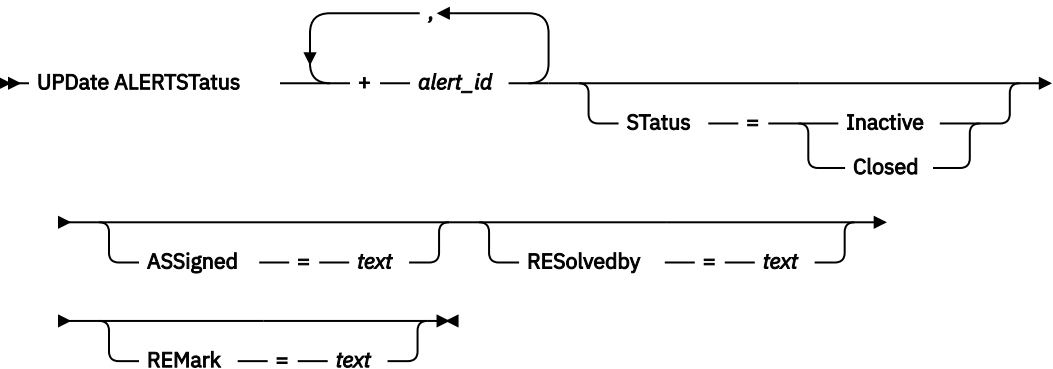 ,
UPDate ALERTSTatus + alert_id
STatus = Inactive
Closed
ASSigned = text RESolvedby = text
REMark = text